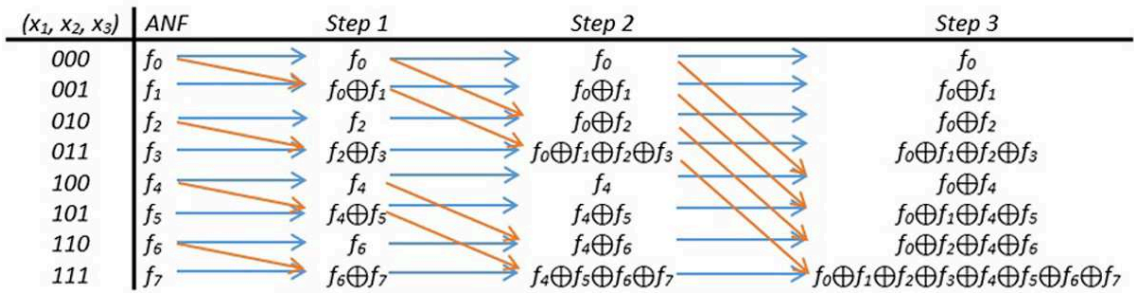 (x₁, x₂, x₃) ANF Step 1 Step 2 Step 3
000 f₀ f₀ f₀ f₀
001 f₁ f₀⊕f₁ f₀⊕f₁ f₀⊕f₁
010 f₂ f₂ f₀⊕f₂ f₀⊕f₂
011 f₃ f₂⊕f₃ f₀⊕f₁⊕f₂⊕f₃ f₀⊕f₁⊕f₂⊕f₃
100 f₄ f₄ f₄ f₀⊕f₄
101 f₅ f₄⊕f₅ f₄⊕f₅ f₀⊕f₁⊕f₄⊕f₅
110 f₆ f₆ f₄⊕f₆ f₀⊕f₂⊕f₄⊕f₆
111 f₇ f₆⊕f₇ f₄⊕f₅⊕f₆⊕f₇ f₀⊕f₁⊕f₂⊕f₃⊕f₄⊕f₅⊕f₆⊕f₇